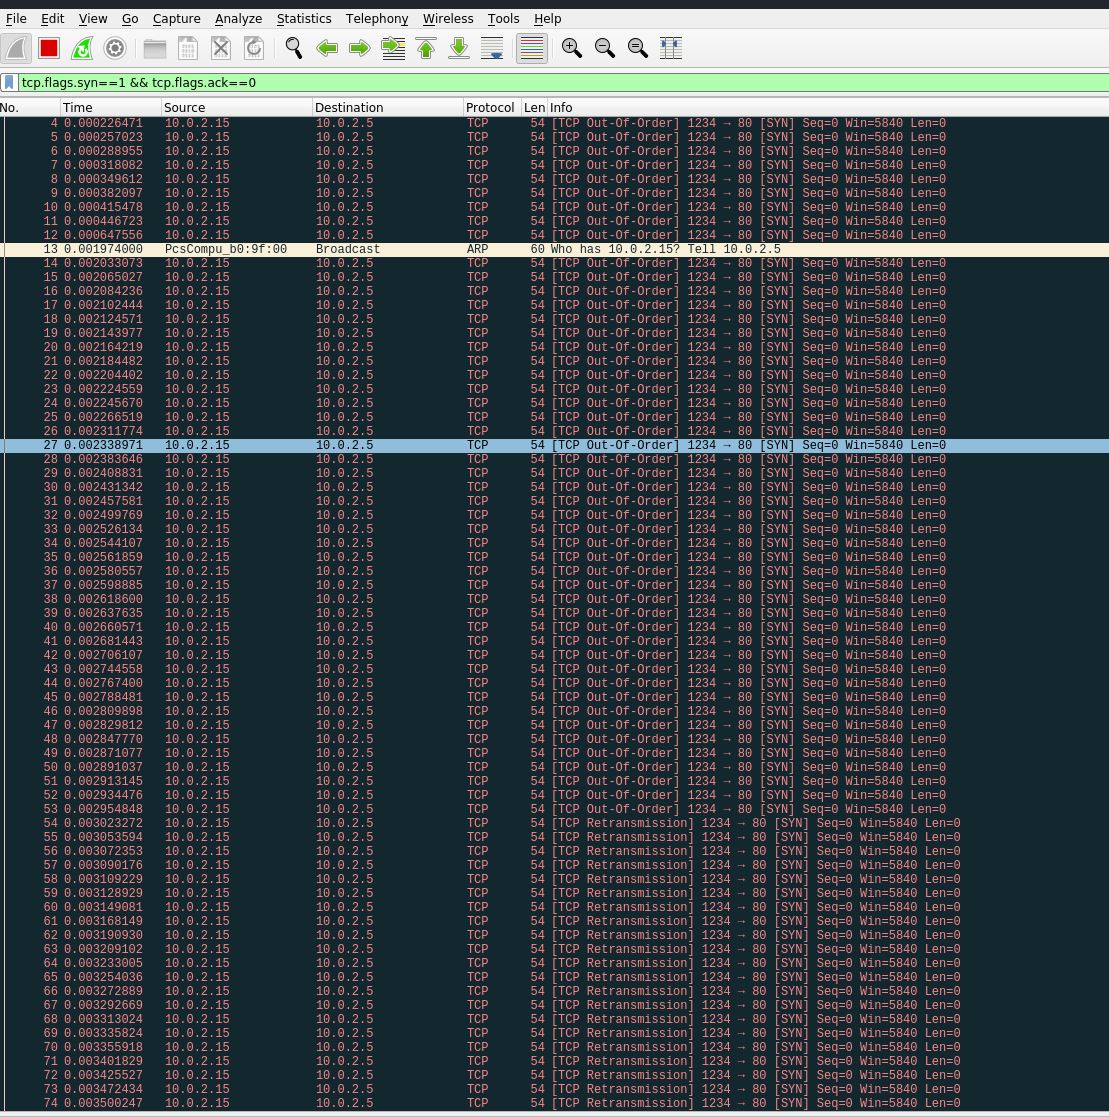 File Edit View Go Capture Analyze Statistics Telephony Wireless Tools Help
tcp.flags.syn==1 && tcp.flags.ack==0
No. Time Source Destination Protocol Len Info
4 0.000226471 10.0.2.15 10.0.2.5 TCP 54 [TCP Out-Of-Order] 1234 → 80 [SYN] Seq=0 Win=5840 Len=0
5 0.000257023 10.0.2.15 10.0.2.5 TCP 54 [TCP Out-Of-Order] 1234 → 80 [SYN] Seq=0 Win=5840 Len=0
6 0.000288955 10.0.2.15 10.0.2.5 TCP 54 [TCP Out-Of-Order] 1234 → 80 [SYN] Seq=0 Win=5840 Len=0
7 0.000318082 10.0.2.15 10.0.2.5 TCP 54 [TCP Out-Of-Order] 1234 → 80 [SYN] Seq=0 Win=5840 Len=0
8 0.000349612 10.0.2.15 10.0.2.5 TCP 54 [TCP Out-Of-Order] 1234 → 80 [SYN] Seq=0 Win=5840 Len=0
9 0.000382097 10.0.2.15 10.0.2.5 TCP 54 [TCP Out-Of-Order] 1234 → 80 [SYN] Seq=0 Win=5840 Len=0
10 0.000415478 10.0.2.15 10.0.2.5 TCP 54 [TCP Out-Of-Order] 1234 → 80 [SYN] Seq=0 Win=5840 Len=0
11 0.000446723 10.0.2.15 10.0.2.5 TCP 54 [TCP Out-Of-Order] 1234 → 80 [SYN] Seq=0 Win=5840 Len=0
12 0.000647556 10.0.2.15 10.0.2.5 TCP 54 [TCP Out-Of-Order] 1234 → 80 [SYN] Seq=0 Win=5840 Len=0
13 0.001974000 PcsCompu_b0:9f:00 Broadcast ARP 60 Who has 10.0.2.15? Tell 10.0.2.5
14 0.002033073 10.0.2.15 10.0.2.5 TCP 54 [TCP Out-Of-Order] 1234 → 80 [SYN] Seq=0 Win=5840 Len=0
15 0.002065027 10.0.2.15 10.0.2.5 TCP 54 [TCP Out-Of-Order] 1234 → 80 [SYN] Seq=0 Win=5840 Len=0
16 0.002084236 10.0.2.15 10.0.2.5 TCP 54 [TCP Out-Of-Order] 1234 → 80 [SYN] Seq=0 Win=5840 Len=0
17 0.002102444 10.0.2.15 10.0.2.5 TCP 54 [TCP Out-Of-Order] 1234 → 80 [SYN] Seq=0 Win=5840 Len=0
18 0.002124571 10.0.2.15 10.0.2.5 TCP 54 [TCP Out-Of-Order] 1234 → 80 [SYN] Seq=0 Win=5840 Len=0
19 0.002143977 10.0.2.15 10.0.2.5 TCP 54 [TCP Out-Of-Order] 1234 → 80 [SYN] Seq=0 Win=5840 Len=0
20 0.002164219 10.0.2.15 10.0.2.5 TCP 54 [TCP Out-Of-Order] 1234 → 80 [SYN] Seq=0 Win=5840 Len=0
21 0.002184482 10.0.2.15 10.0.2.5 TCP 54 [TCP Out-Of-Order] 1234 → 80 [SYN] Seq=0 Win=5840 Len=0
22 0.002204402 10.0.2.15 10.0.2.5 TCP 54 [TCP Out-Of-Order] 1234 → 80 [SYN] Seq=0 Win=5840 Len=0
23 0.002224559 10.0.2.15 10.0.2.5 TCP 54 [TCP Out-Of-Order] 1234 → 80 [SYN] Seq=0 Win=5840 Len=0
24 0.002245670 10.0.2.15 10.0.2.5 TCP 54 [TCP Out-Of-Order] 1234 → 80 [SYN] Seq=0 Win=5840 Len=0
25 0.002266519 10.0.2.15 10.0.2.5 TCP 54 [TCP Out-Of-Order] 1234 → 80 [SYN] Seq=0 Win=5840 Len=0
26 0.002311774 10.0.2.15 10.0.2.5 TCP 54 [TCP Out-Of-Order] 1234 → 80 [SYN] Seq=0 Win=5840 Len=0
27 0.002338971 10.0.2.15 10.0.2.5 TCP 54 [TCP Out-Of-Order] 1234 → 80 [SYN] Seq=0 Win=5840 Len=0
28 0.002383646 10.0.2.15 10.0.2.5 TCP 54 [TCP Out-Of-Order] 1234 → 80 [SYN] Seq=0 Win=5840 Len=0
29 0.002408831 10.0.2.15 10.0.2.5 TCP 54 [TCP Out-Of-Order] 1234 → 80 [SYN] Seq=0 Win=5840 Len=0
30 0.002431342 10.0.2.15 10.0.2.5 TCP 54 [TCP Out-Of-Order] 1234 → 80 [SYN] Seq=0 Win=5840 Len=0
31 0.002457581 10.0.2.15 10.0.2.5 TCP 54 [TCP Out-Of-Order] 1234 → 80 [SYN] Seq=0 Win=5840 Len=0
32 0.002499769 10.0.2.15 10.0.2.5 TCP 54 [TCP Out-Of-Order] 1234 → 80 [SYN] Seq=0 Win=5840 Len=0
33 0.002526134 10.0.2.15 10.0.2.5 TCP 54 [TCP Out-Of-Order] 1234 → 80 [SYN] Seq=0 Win=5840 Len=0
34 0.002544107 10.0.2.15 10.0.2.5 TCP 54 [TCP Out-Of-Order] 1234 → 80 [SYN] Seq=0 Win=5840 Len=0
35 0.002561859 10.0.2.15 10.0.2.5 TCP 54 [TCP Out-Of-Order] 1234 → 80 [SYN] Seq=0 Win=5840 Len=0
36 0.002580557 10.0.2.15 10.0.2.5 TCP 54 [TCP Out-Of-Order] 1234 → 80 [SYN] Seq=0 Win=5840 Len=0
37 0.002598885 10.0.2.15 10.0.2.5 TCP 54 [TCP Out-Of-Order] 1234 → 80 [SYN] Seq=0 Win=5840 Len=0
38 0.002618600 10.0.2.15 10.0.2.5 TCP 54 [TCP Out-Of-Order] 1234 → 80 [SYN] Seq=0 Win=5840 Len=0
39 0.002637635 10.0.2.15 10.0.2.5 TCP 54 [TCP Out-Of-Order] 1234 → 80 [SYN] Seq=0 Win=5840 Len=0
40 0.002660571 10.0.2.15 10.0.2.5 TCP 54 [TCP Out-Of-Order] 1234 → 80 [SYN] Seq=0 Win=5840 Len=0
41 0.002681443 10.0.2.15 10.0.2.5 TCP 54 [TCP Out-Of-Order] 1234 → 80 [SYN] Seq=0 Win=5840 Len=0
42 0.002706107 10.0.2.15 10.0.2.5 TCP 54 [TCP Out-Of-Order] 1234 → 80 [SYN] Seq=0 Win=5840 Len=0
43 0.002744558 10.0.2.15 10.0.2.5 TCP 54 [TCP Out-Of-Order] 1234 → 80 [SYN] Seq=0 Win=5840 Len=0
44 0.002767400 10.0.2.15 10.0.2.5 TCP 54 [TCP Out-Of-Order] 1234 → 80 [SYN] Seq=0 Win=5840 Len=0
45 0.002788481 10.0.2.15 10.0.2.5 TCP 54 [TCP Out-Of-Order] 1234 → 80 [SYN] Seq=0 Win=5840 Len=0
46 0.002809898 10.0.2.15 10.0.2.5 TCP 54 [TCP Out-Of-Order] 1234 → 80 [SYN] Seq=0 Win=5840 Len=0
47 0.002829812 10.0.2.15 10.0.2.5 TCP 54 [TCP Out-Of-Order] 1234 → 80 [SYN] Seq=0 Win=5840 Len=0
48 0.002847770 10.0.2.15 10.0.2.5 TCP 54 [TCP Out-Of-Order] 1234 → 80 [SYN] Seq=0 Win=5840 Len=0
49 0.002871077 10.0.2.15 10.0.2.5 TCP 54 [TCP Out-Of-Order] 1234 → 80 [SYN] Seq=0 Win=5840 Len=0
50 0.002891037 10.0.2.15 10.0.2.5 TCP 54 [TCP Out-Of-Order] 1234 → 80 [SYN] Seq=0 Win=5840 Len=0
51 0.002913145 10.0.2.15 10.0.2.5 TCP 54 [TCP Out-Of-Order] 1234 → 80 [SYN] Seq=0 Win=5840 Len=0
52 0.002934476 10.0.2.15 10.0.2.5 TCP 54 [TCP Out-Of-Order] 1234 → 80 [SYN] Seq=0 Win=5840 Len=0
53 0.002954848 10.0.2.15 10.0.2.5 TCP 54 [TCP Out-Of-Order] 1234 → 80 [SYN] Seq=0 Win=5840 Len=0
54 0.003023272 10.0.2.15 10.0.2.5 TCP 54 [TCP Retransmission] 1234 → 80 [SYN] Seq=0 Win=5840 Len=0
55 0.003053594 10.0.2.15 10.0.2.5 TCP 54 [TCP Retransmission] 1234 → 80 [SYN] Seq=0 Win=5840 Len=0
56 0.003072353 10.0.2.15 10.0.2.5 TCP 54 [TCP Retransmission] 1234 → 80 [SYN] Seq=0 Win=5840 Len=0
57 0.003090176 10.0.2.15 10.0.2.5 TCP 54 [TCP Retransmission] 1234 → 80 [SYN] Seq=0 Win=5840 Len=0
58 0.003109229 10.0.2.15 10.0.2.5 TCP 54 [TCP Retransmission] 1234 → 80 [SYN] Seq=0 Win=5840 Len=0
59 0.003128929 10.0.2.15 10.0.2.5 TCP 54 [TCP Retransmission] 1234 → 80 [SYN] Seq=0 Win=5840 Len=0
60 0.003149081 10.0.2.15 10.0.2.5 TCP 54 [TCP Retransmission] 1234 → 80 [SYN] Seq=0 Win=5840 Len=0
61 0.003168149 10.0.2.15 10.0.2.5 TCP 54 [TCP Retransmission] 1234 → 80 [SYN] Seq=0 Win=5840 Len=0
62 0.003190930 10.0.2.15 10.0.2.5 TCP 54 [TCP Retransmission] 1234 → 80 [SYN] Seq=0 Win=5840 Len=0
63 0.003209102 10.0.2.15 10.0.2.5 TCP 54 [TCP Retransmission] 1234 → 80 [SYN] Seq=0 Win=5840 Len=0
64 0.003233005 10.0.2.15 10.0.2.5 TCP 54 [TCP Retransmission] 1234 → 80 [SYN] Seq=0 Win=5840 Len=0
65 0.003254036 10.0.2.15 10.0.2.5 TCP 54 [TCP Retransmission] 1234 → 80 [SYN] Seq=0 Win=5840 Len=0
66 0.003272889 10.0.2.15 10.0.2.5 TCP 54 [TCP Retransmission] 1234 → 80 [SYN] Seq=0 Win=5840 Len=0
67 0.003292669 10.0.2.15 10.0.2.5 TCP 54 [TCP Retransmission] 1234 → 80 [SYN] Seq=0 Win=5840 Len=0
68 0.003313024 10.0.2.15 10.0.2.5 TCP 54 [TCP Retransmission] 1234 → 80 [SYN] Seq=0 Win=5840 Len=0
69 0.003335824 10.0.2.15 10.0.2.5 TCP 54 [TCP Retransmission] 1234 → 80 [SYN] Seq=0 Win=5840 Len=0
70 0.003355918 10.0.2.15 10.0.2.5 TCP 54 [TCP Retransmission] 1234 → 80 [SYN] Seq=0 Win=5840 Len=0
71 0.003401829 10.0.2.15 10.0.2.5 TCP 54 [TCP Retransmission] 1234 → 80 [SYN] Seq=0 Win=5840 Len=0
72 0.003425527 10.0.2.15 10.0.2.5 TCP 54 [TCP Retransmission] 1234 → 80 [SYN] Seq=0 Win=5840 Len=0
73 0.003472434 10.0.2.15 10.0.2.5 TCP 54 [TCP Retransmission] 1234 → 80 [SYN] Seq=0 Win=5840 Len=0
74 0.003500247 10.0.2.15 10.0.2.5 TCP 54 [TCP Retransmission] 1234 → 80 [SYN] Seq=0 Win=5840 Len=0